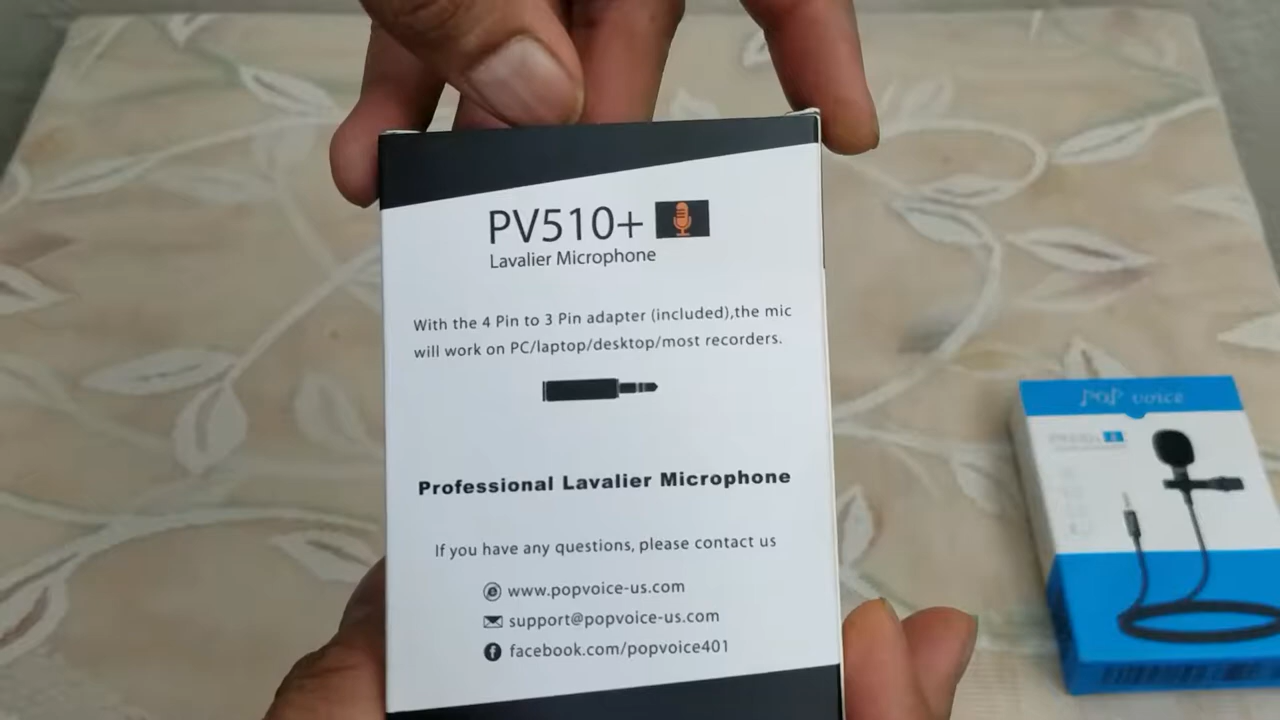 PV510+
Lavalier Microphone
With the 4 Pin to 3 Pin adapter (included),the mic
will work on PC/laptop/desktop/most recorders.
Professional Lavalier Microphone
If you have any questions, please contact us
www.popvoice-us.com
support@popvoice-us.com
facebook.com/popvoice401
POP voice